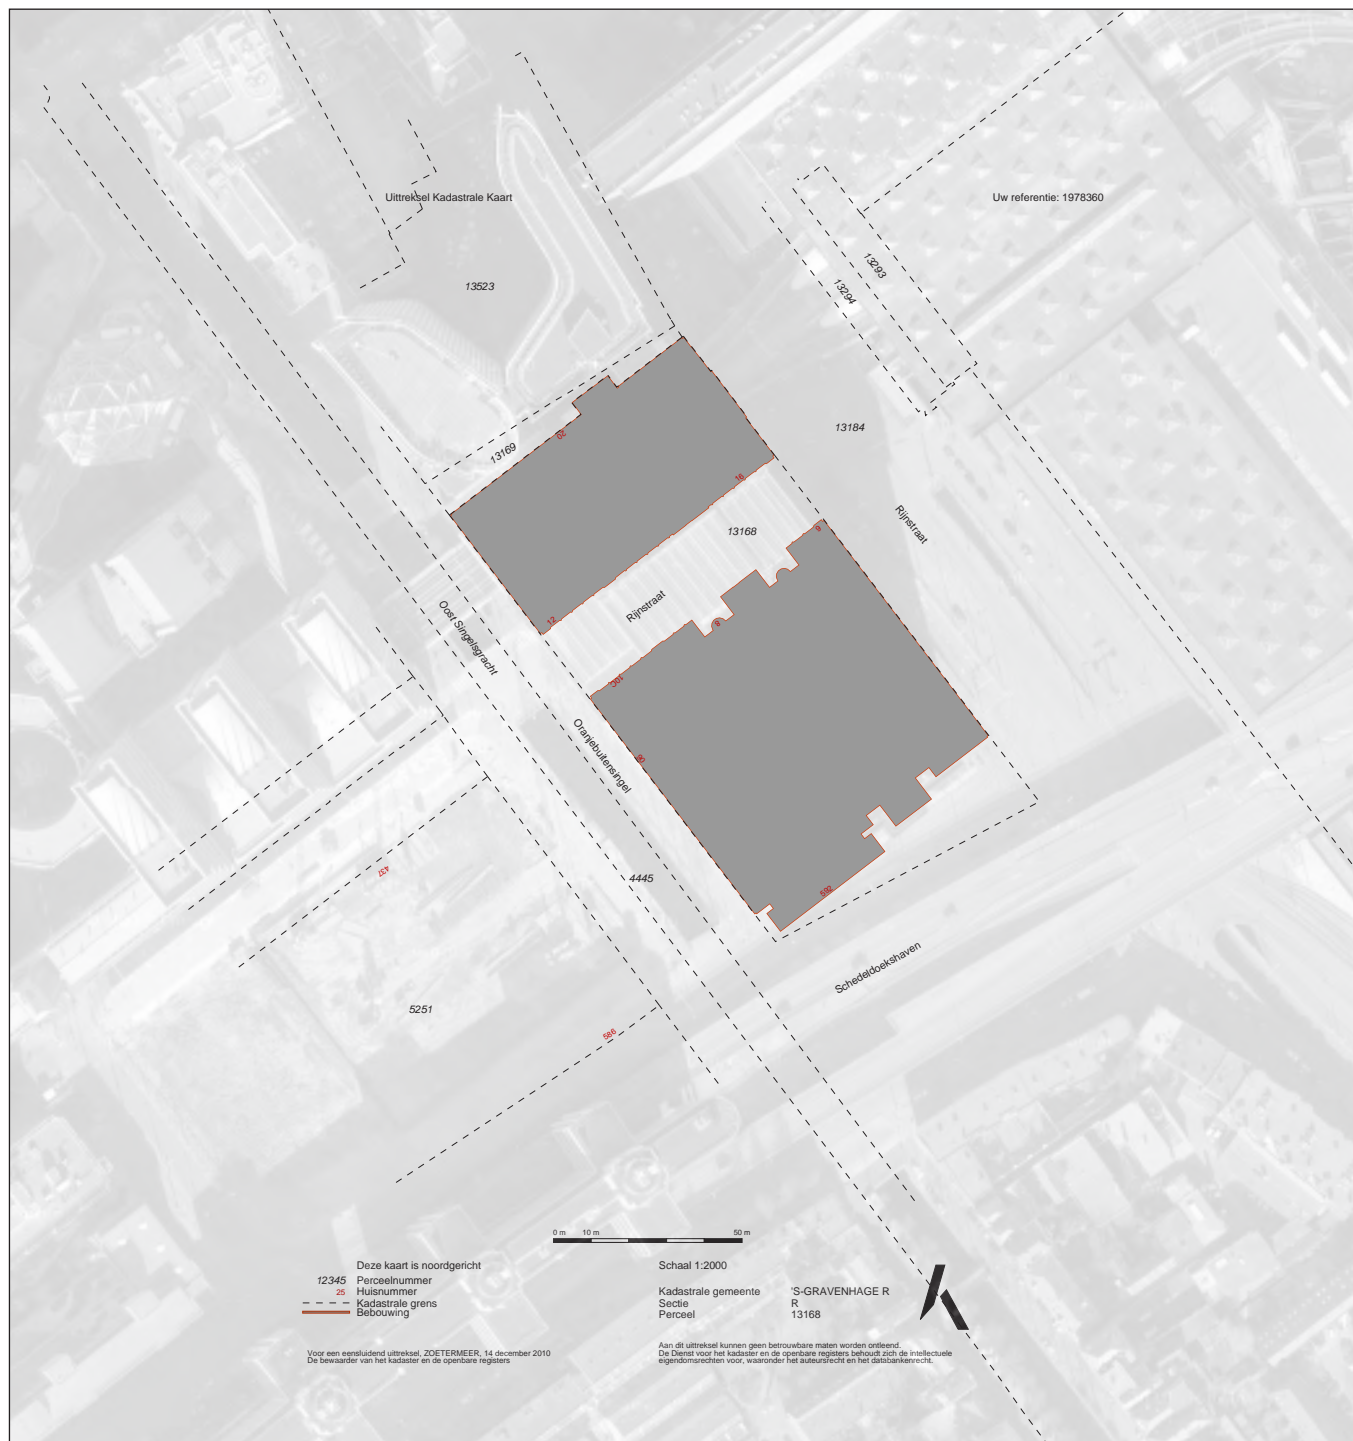 Uittreksel Kadastrale Kaart
Uw referentie: 1978360
13293
13294
13523
13184
20
13169
16
13168
9
Rijnstraat
Rijnstraat
Oost Singelsgracht
12
8
10C
Oranjebuitensingel
90
437
4445
592
Schedeldoekshaven
5251
586
0 m 10 m 50 m
Deze kaart is noordgericht
12345 Perceelnummer
25 Huisnummer
Kadastrale grens
Bebouwing
Schaal 1:2000
Kadastrale gemeente 'S-GRAVENHAGE R
Sectie R
Perceel 13168
Voor een eensluidend uittreksel, ZOETERMEER, 14 december 2010
De bewaarder van het kadaster en de openbare registers
Aan dit uittreksel kunnen geen betrouwbare maten worden ontleend.
De Dienst voor het kadaster en de openbare registers behoudt zich de intellectuele
eigendomsrechten voor, waaronder het auteursrecht en het databankenrecht.